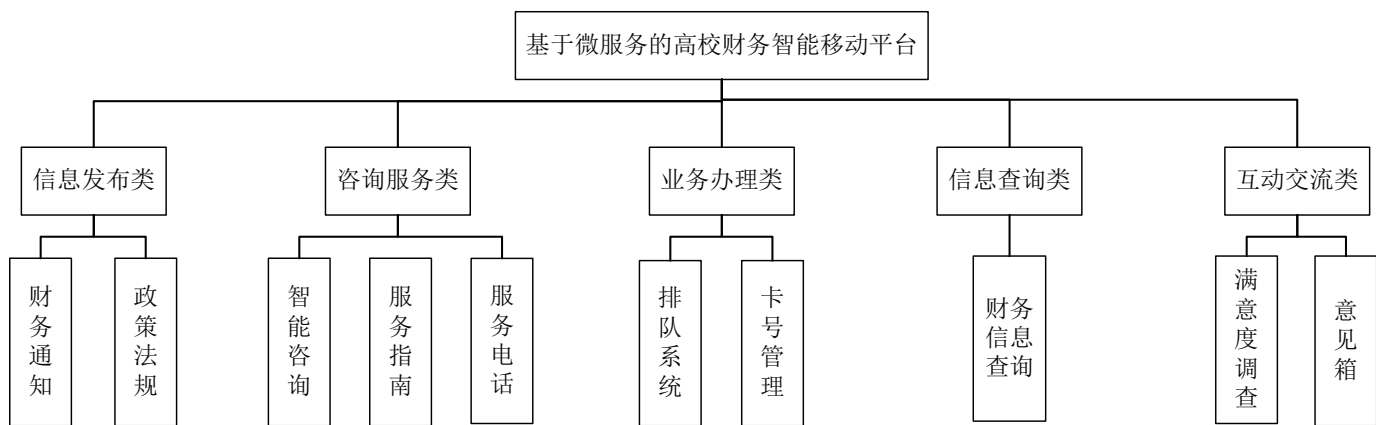 基于微服务的高校财务智能移动平台
信息发布类
咨询服务类
业务办理类
信息查询类
互动交流类
财务通知
政策法规
智能咨询
服务指南
服务电话
排队系统
卡号管理
财务
信息
查询
满意度调查
意见箱